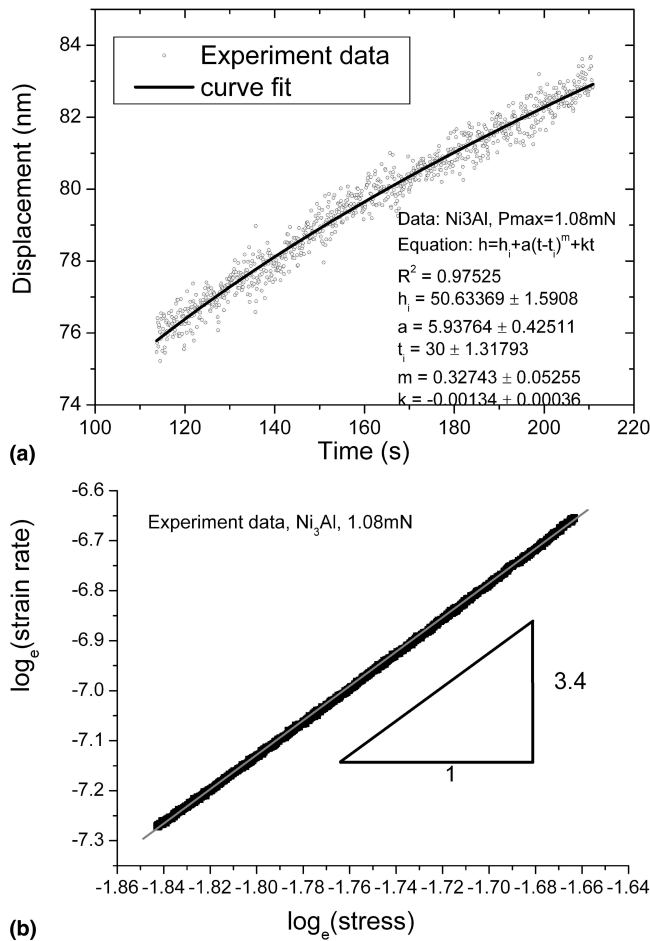 84
82
80
78
76
74
Displacement (nm)
Experiment data
curve fit
Data: Ni3Al, Pmax=1.08mN
Equation: h=hᵢ+a(t-tᵢ)ᵐ+kt
R² = 0.97525
hᵢ = 50.63369 ± 1.5908
a = 5.93764 ± 0.42511
tᵢ = 30 ± 1.31793
m = 0.32743 ± 0.05255
k = -0.00134 ± 0.00036
100 120 140 160 180 200 220
(a) Time (s)
-6.6
-6.7
-6.8
-6.9
-7.0
-7.1
-7.2
-7.3
logₑ(strain rate)
Experiment data, Ni₃Al, 1.08mN
3.4
1
-1.86 -1.84 -1.82 -1.80 -1.78 -1.76 -1.74 -1.72 -1.70 -1.68 -1.66 -1.64
(b) logₑ(stress)